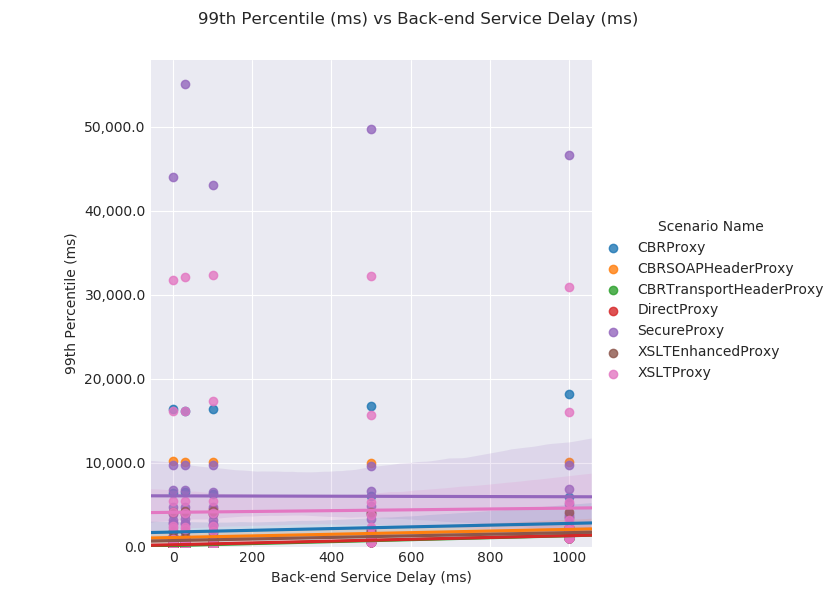 99th Percentile (ms) vs Back-end Service Delay (ms)
50,000.0
40,000.0
30,000.0
20,000.0
10,000.0
0.0
99th Percentile (ms)
0
200
400
600
800
1000
Back-end Service Delay (ms)
Scenario Name
CBRProxy
CBRSOAPHeaderProxy
CBRTransportHeaderProxy
DirectProxy
SecureProxy
XSLTEnhancedProxy
XSLTProxy